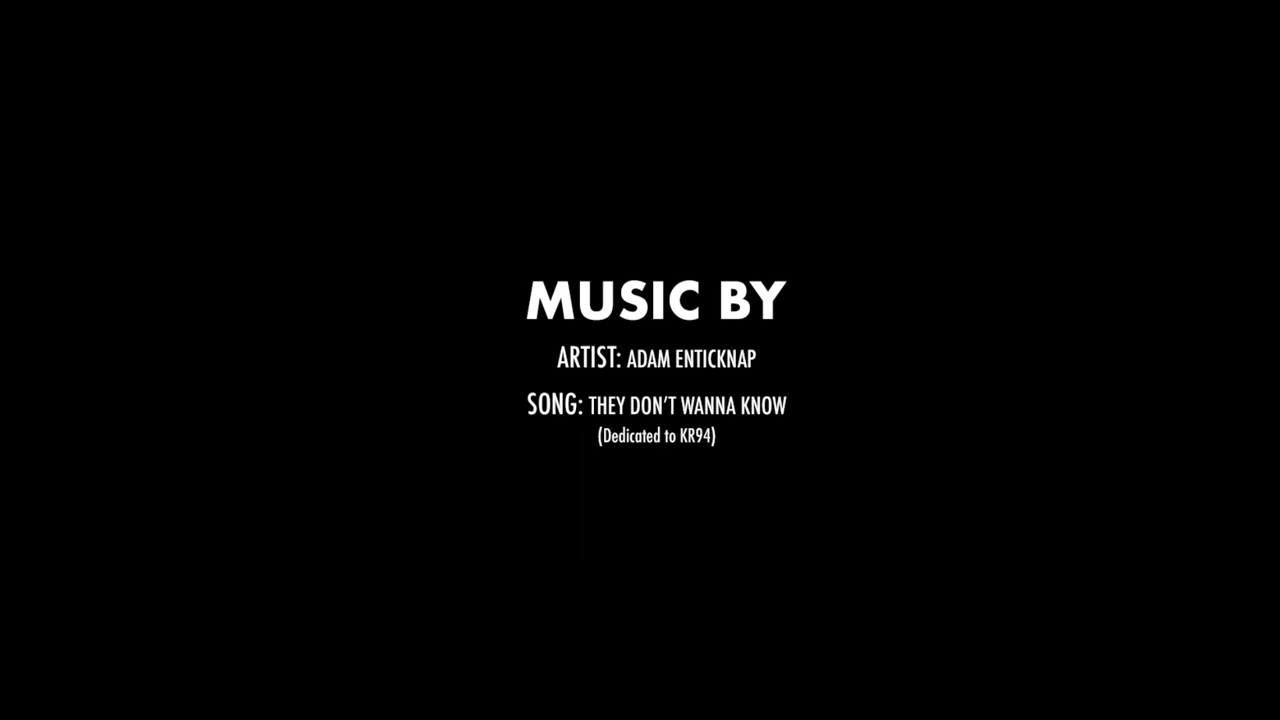 MUSIC BY
ARTIST: ADAM ENTICKNAP
SONG: THEY DON’T WANNA KNOW
(Dedicated to KR94)